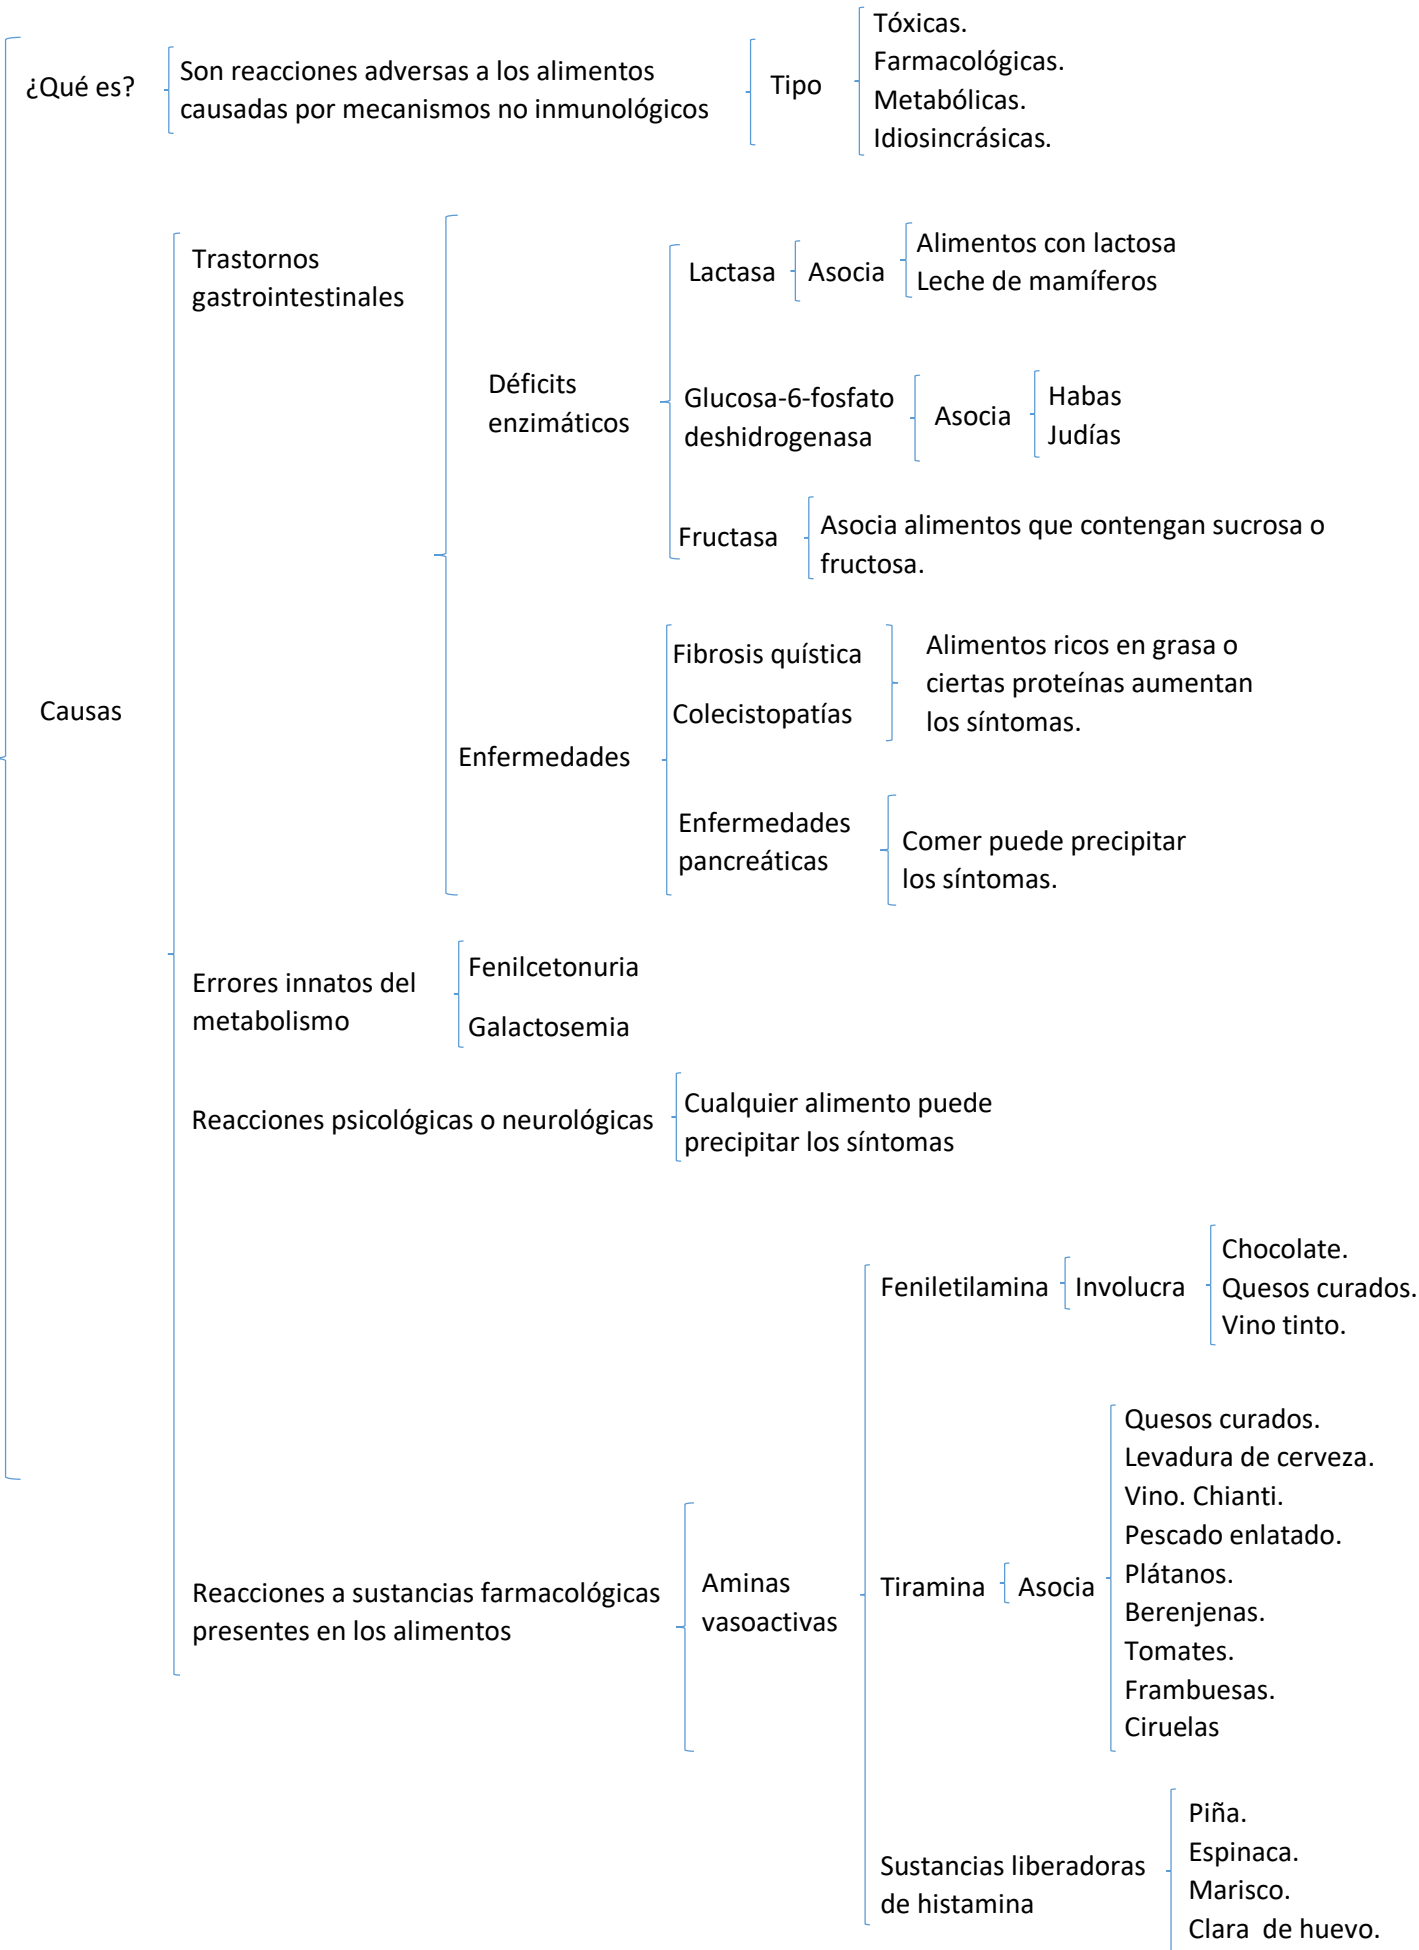 ¿Qué es?
Son reacciones adversas a los alimentos
causadas por mecanismos no inmunológicos
Tipo
Tóxicas.
Farmacológicas.
Metabólicas.
Idiosincrásicas.
Causas
Trastornos
gastrointestinales
Déficits
enzimáticos
Lactasa
Asocia
Alimentos con lactosa
Leche de mamíferos
Glucosa-6-fosfato
deshidrogenasa
Asocia
Habas
Judías
Fructasa
Asocia alimentos que contengan sucrosa o
fructosa.
Enfermedades
Fibrosis quística
Colecistopatías
Alimentos ricos en grasa o
ciertas proteínas aumentan
los síntomas.
Enfermedades
pancreáticas
Comer puede precipitar
los síntomas.
Errores innatos del
metabolismo
Fenilcetonuria
Galactosemia
Reacciones psicológicas o neurológicas
Cualquier alimento puede
precipitar los síntomas
Reacciones a sustancias farmacológicas
presentes en los alimentos
Aminas
vasoactivas
Feniletilamina
Involucra
Chocolate.
Quesos curados.
Vino tinto.
Tiramina
Asocia
Quesos curados.
Levadura de cerveza.
Vino. Chianti.
Pescado enlatado.
Plátanos.
Berenjenas.
Tomates.
Frambuesas.
Ciruelas
Sustancias liberadoras
de histamina
Piña.
Espinaca.
Marisco.
Clara  de huevo.